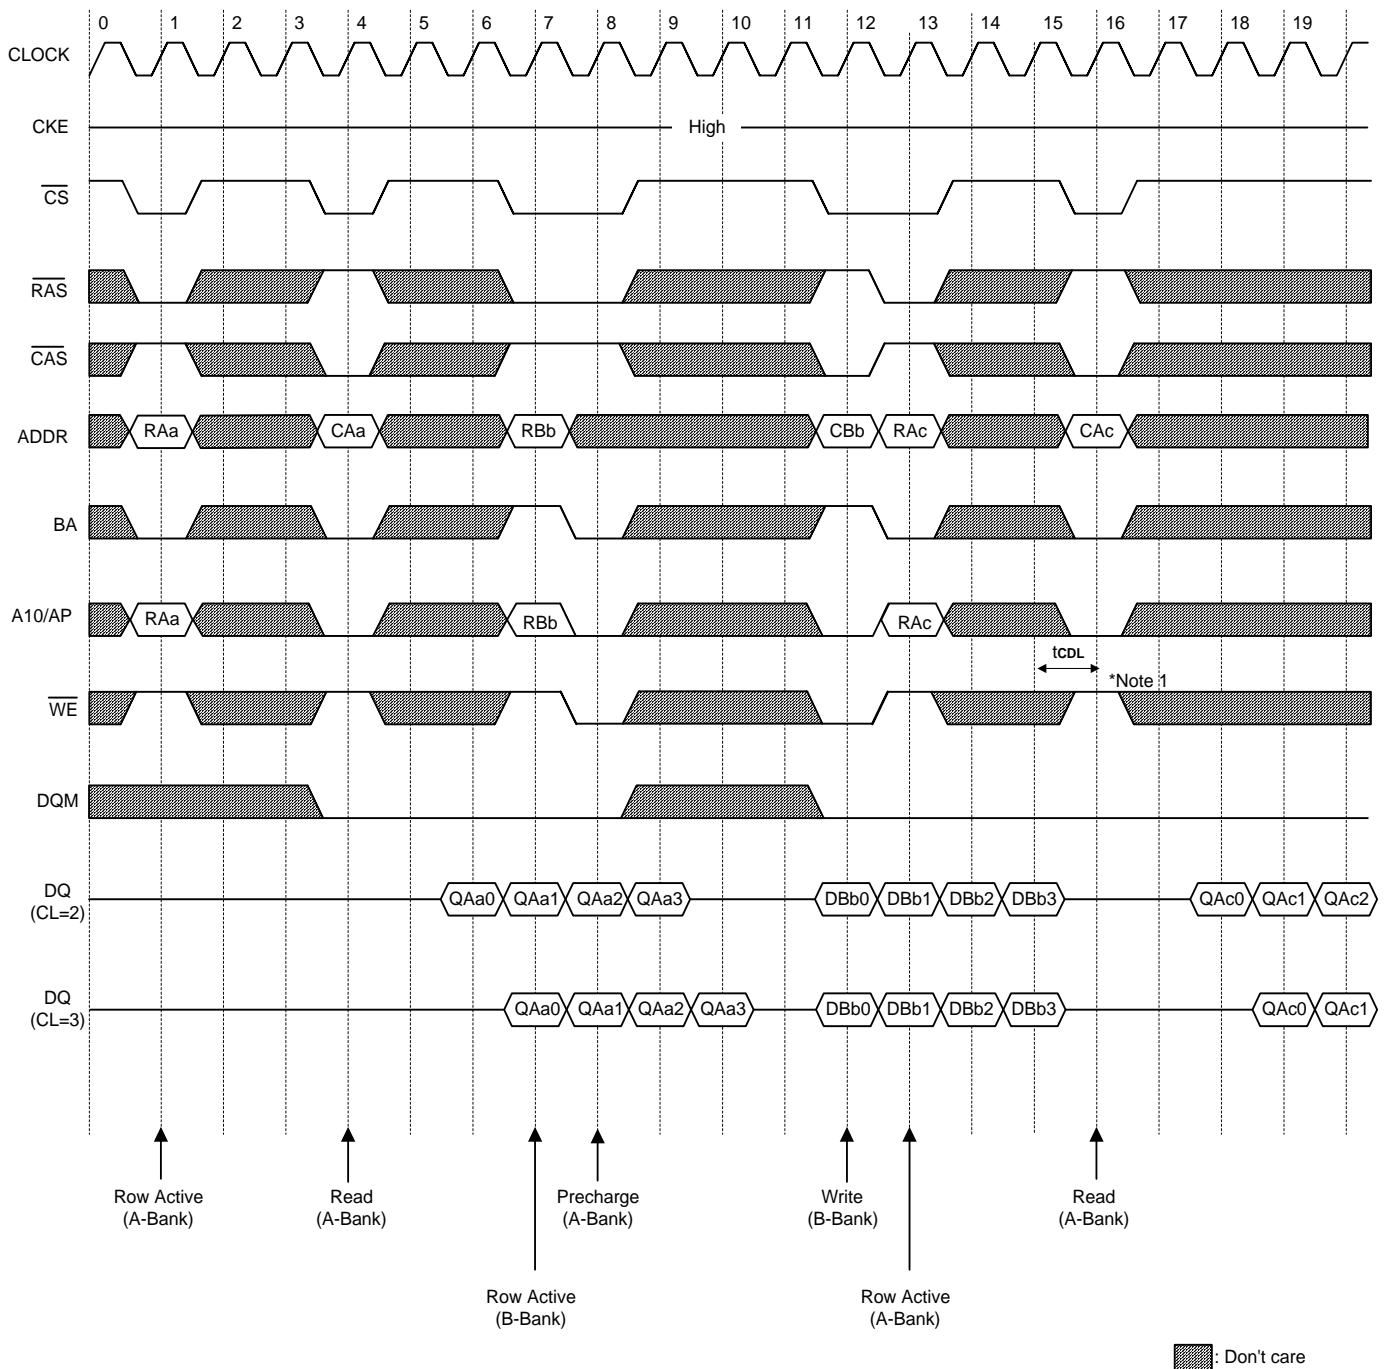 0 1 2 3 4 5 6 7 8 9 10 11 12 13 14 15 16 17 18 19
CLOCK
CKE High
CS
RAS
CAS
ADDR RAa CAa RBb CBb RAc CAc
BA
A10/AP RAa RBb RAc
tCDL
*Note 1
WE
DQM
DQ
(CL=2)
QAa0 QAa1 QAa2 QAa3 DBb0 DBb1 DBb2 DBb3 QAc0 QAc1 QAc2
DQ
(CL=3)
QAa0 QAa1 QAa2 QAa3 DBb0 DBb1 DBb2 DBb3 QAc0 QAc1
Row Active
(A-Bank)
Read
(A-Bank)
Precharge
(A-Bank)
Write
(B-Bank)
Read
(A-Bank)
Row Active
(B-Bank)
Row Active
(A-Bank)
: Don't care